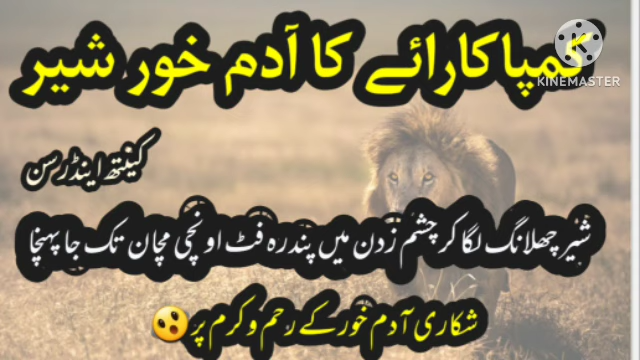 کمپاکارائے کا آدم خور شیر
KINEMASTER
کینتھ اینڈرسن
شیر چھلانگ لگا کر چشم زدن میں پندرہ فٹ اونچی مچان تک جا پہنچا
شکاری آدم خور کے رحم و کرم پر😮